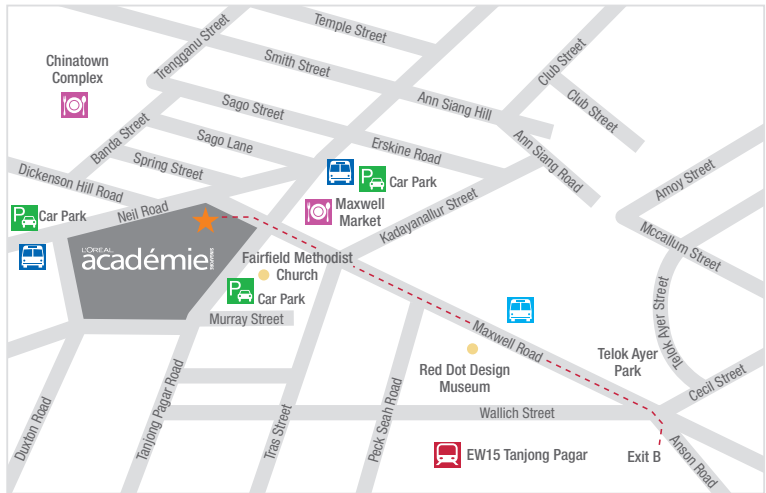 Temple Street
Chinatown
Complex
Trengganu Street
Smith Street
Club Street
Club Street
Ann Siang Hill
Sago Street
Banda Street
Sago Lane
Erskine Road
Ann Siang Road
Spring Street
Dickenson Hill Road
P
Car Park
Amoy Street
Neil Road
Maxwell
Market
Kadayanallur Street
P
Car Park
Mccallum Street
L'ORÉAL
académie
Fairfield Methodist
Church
P
Car Park
Murray Street
Telok Ayer Street
Maxwell Road
Telok Ayer
Park
Red Dot Design
Museum
Cecil Street
Duxton Road
Tanjong Pagar Road
Tras Street
Peck Seah Road
Wallich Street
EW15 Tanjong Pagar
Exit B
Anson Road